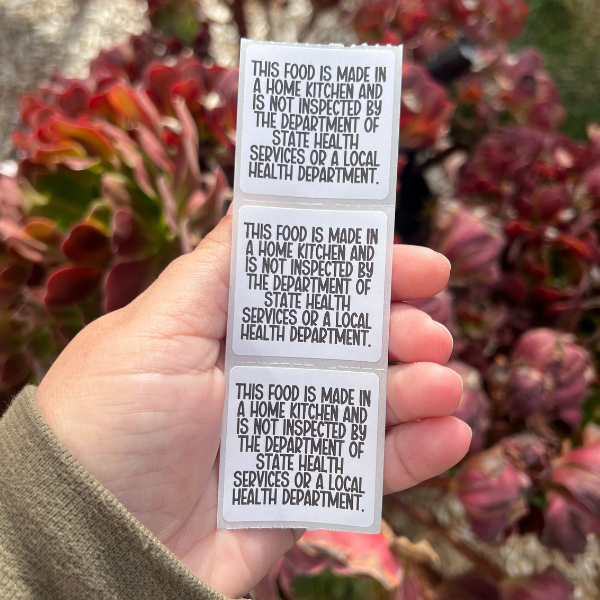 THIS FOOD IS MADE IN
A HOME KITCHEN AND
IS NOT INSPECTED BY
THE DEPARTMENT OF
STATE HEALTH
SERVICES OR A LOCAL
HEALTH DEPARTMENT.
THIS FOOD IS MADE IN
A HOME KITCHEN AND
IS NOT INSPECTED BY
THE DEPARTMENT OF
STATE HEALTH
SERVICES OR A LOCAL
HEALTH DEPARTMENT.
THIS FOOD IS MADE IN
A HOME KITCHEN AND
IS NOT INSPECTED BY
THE DEPARTMENT OF
STATE HEALTH
SERVICES OR A LOCAL
HEALTH DEPARTMENT.